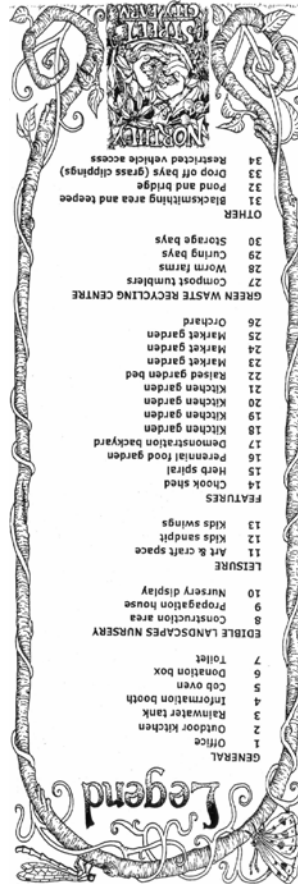 Legend
GENERAL
1 Office
2 Outdoor kitchen
3 Rainwater tank
4 Information booth
5 Cob oven
6 Donation box
7 Toilet
EDIBLE LANDSCAPES NURSERY
8 Construction area
9 Propagation house
10 Nursery display
LEISURE
11 Art & craft space
12 Kids sandpit
13 Kids swings
FEATURES
14 Chook shed
15 Herb spiral
16 Perennial food garden
17 Demonstration backyard
18 Kitchen garden
19 Kitchen garden
20 Kitchen garden
21 Kitchen garden
22 Raised garden bed
23 Market garden
24 Market garden
25 Market garden
26 Orchard
GREEN WASTE RECYCLING CENTRE
27 Compost tumblers
28 Worm farms
29 Curing bays
30 Storage bays
OTHER
31 Blacksmithing area and teepee
32 Pond and bridge
33 Drop off bays (grass clippings)
34 Restricted vehicle access
NORTHEY
STREET
CITY FARM